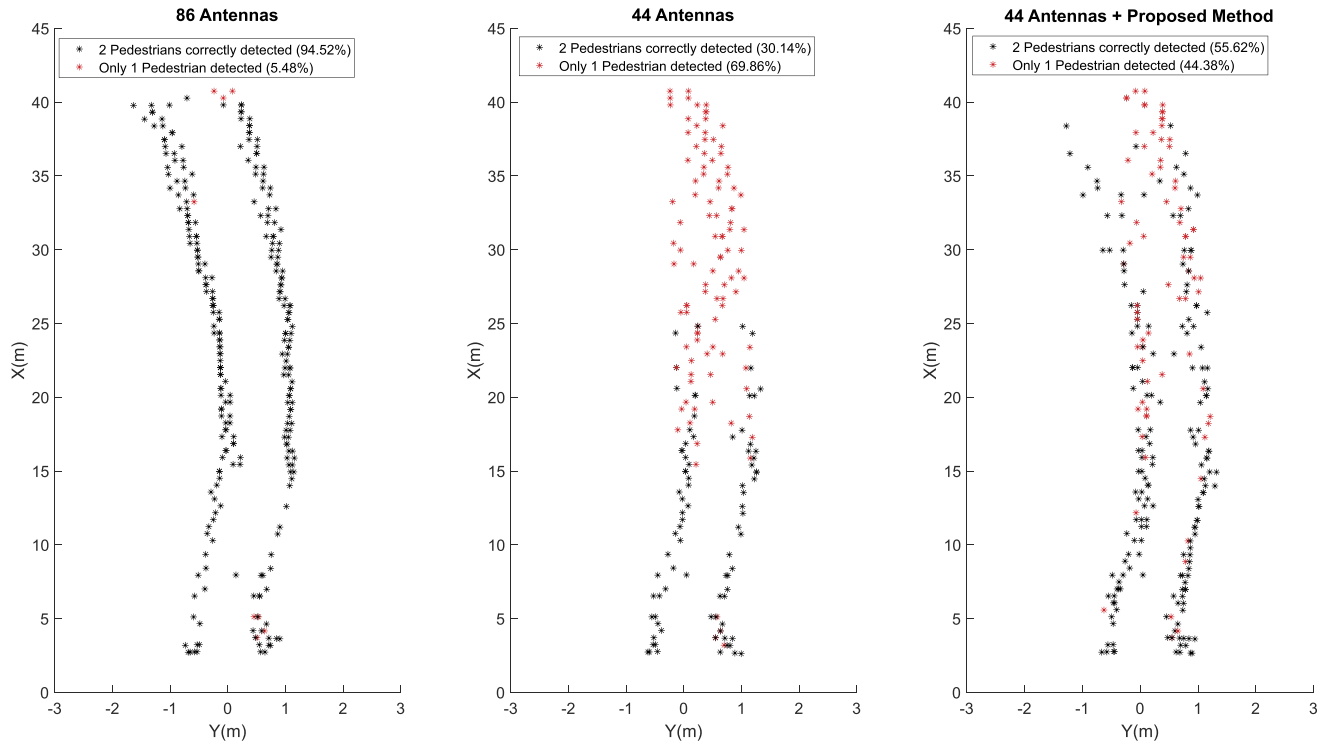 86 Antennas
2 Pedestrians correctly detected (94.52%)
Only 1 Pedestrian detected (5.48%)
45
40
35
30
25
20
15
10
5
0
X(m)
-3 -2 -1 0 1 2 3
Y(m)
44 Antennas
2 Pedestrians correctly detected (30.14%)
Only 1 Pedestrian detected (69.86%)
45
40
35
30
25
20
15
10
5
0
X(m)
-3 -2 -1 0 1 2 3
Y(m)
44 Antennas + Proposed Method
2 Pedestrians correctly detected (55.62%)
Only 1 Pedestrian detected (44.38%)
45
40
35
30
25
20
15
10
5
0
X(m)
-3 -2 -1 0 1 2 3
Y(m)